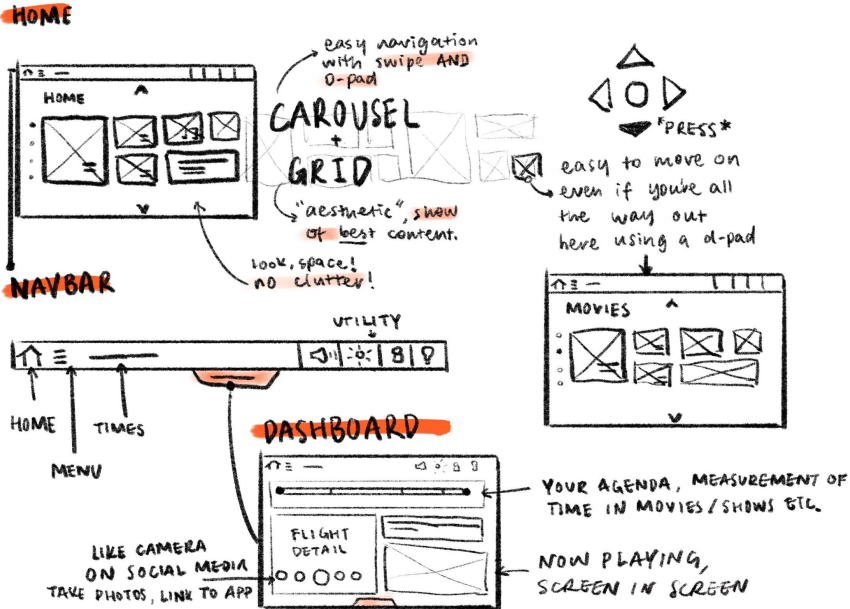 HOME
easy navigation
with swipe AND
D-pad
HOME
CAROUSEL
+
GRID
"aesthetic", show
of best content.
look, space!
no clutter!
*PRESS*
easy to move on
even if you're all
the way out
here using a d-pad
MOVIES
NAVBAR
UTILITY
HOME
MENU
TIMES
DASHBOARD
FLIGHT
DETAIL
LIKE CAMERA
ON SOCIAL MEDIA
TAKE PHOTOS, LINK TO APP
YOUR AGENDA, MEASUREMENT OF
TIME IN MOVIES/SHOWS ETC.
NOW PLAYING,
SCREEN IN SCREEN